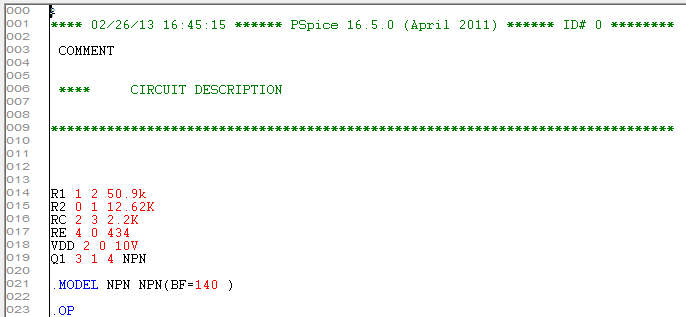 000
001 **** 02/26/13 16:45:15 ****** PSpice 16.5.0 (April 2011) ****** ID# 0 ********
002
003 COMMENT
004
005
006 **** CIRCUIT DESCRIPTION
007
008
009 ******************************************************************************
010
011
012
013
014 R1 1 2 50.9k
015 R2 0 1 12.62K
016 RC 2 3 2.2K
017 RE 4 0 434
018 VDD 2 0 10V
019 Q1 3 1 4 NPN
020
021 .MODEL NPN NPN(BF=140 )
022
023 .OP